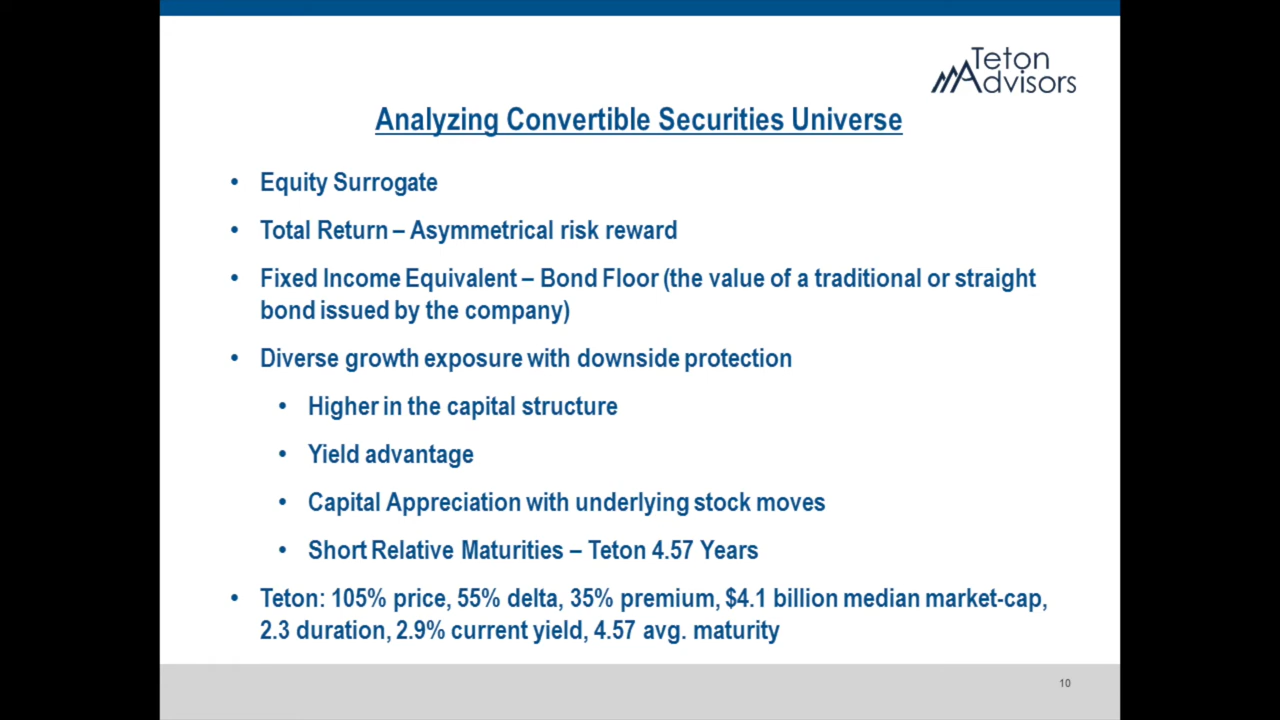 Teton
Advisors
Analyzing Convertible Securities Universe
• Equity Surrogate
• Total Return – Asymmetrical risk reward
• Fixed Income Equivalent – Bond Floor (the value of a traditional or straight
bond issued by the company)
• Diverse growth exposure with downside protection
• Higher in the capital structure
• Yield advantage
• Capital Appreciation with underlying stock moves
• Short Relative Maturities – Teton 4.57 Years
• Teton: 105% price, 55% delta, 35% premium, $4.1 billion median market-cap,
2.3 duration, 2.9% current yield, 4.57 avg. maturity
10